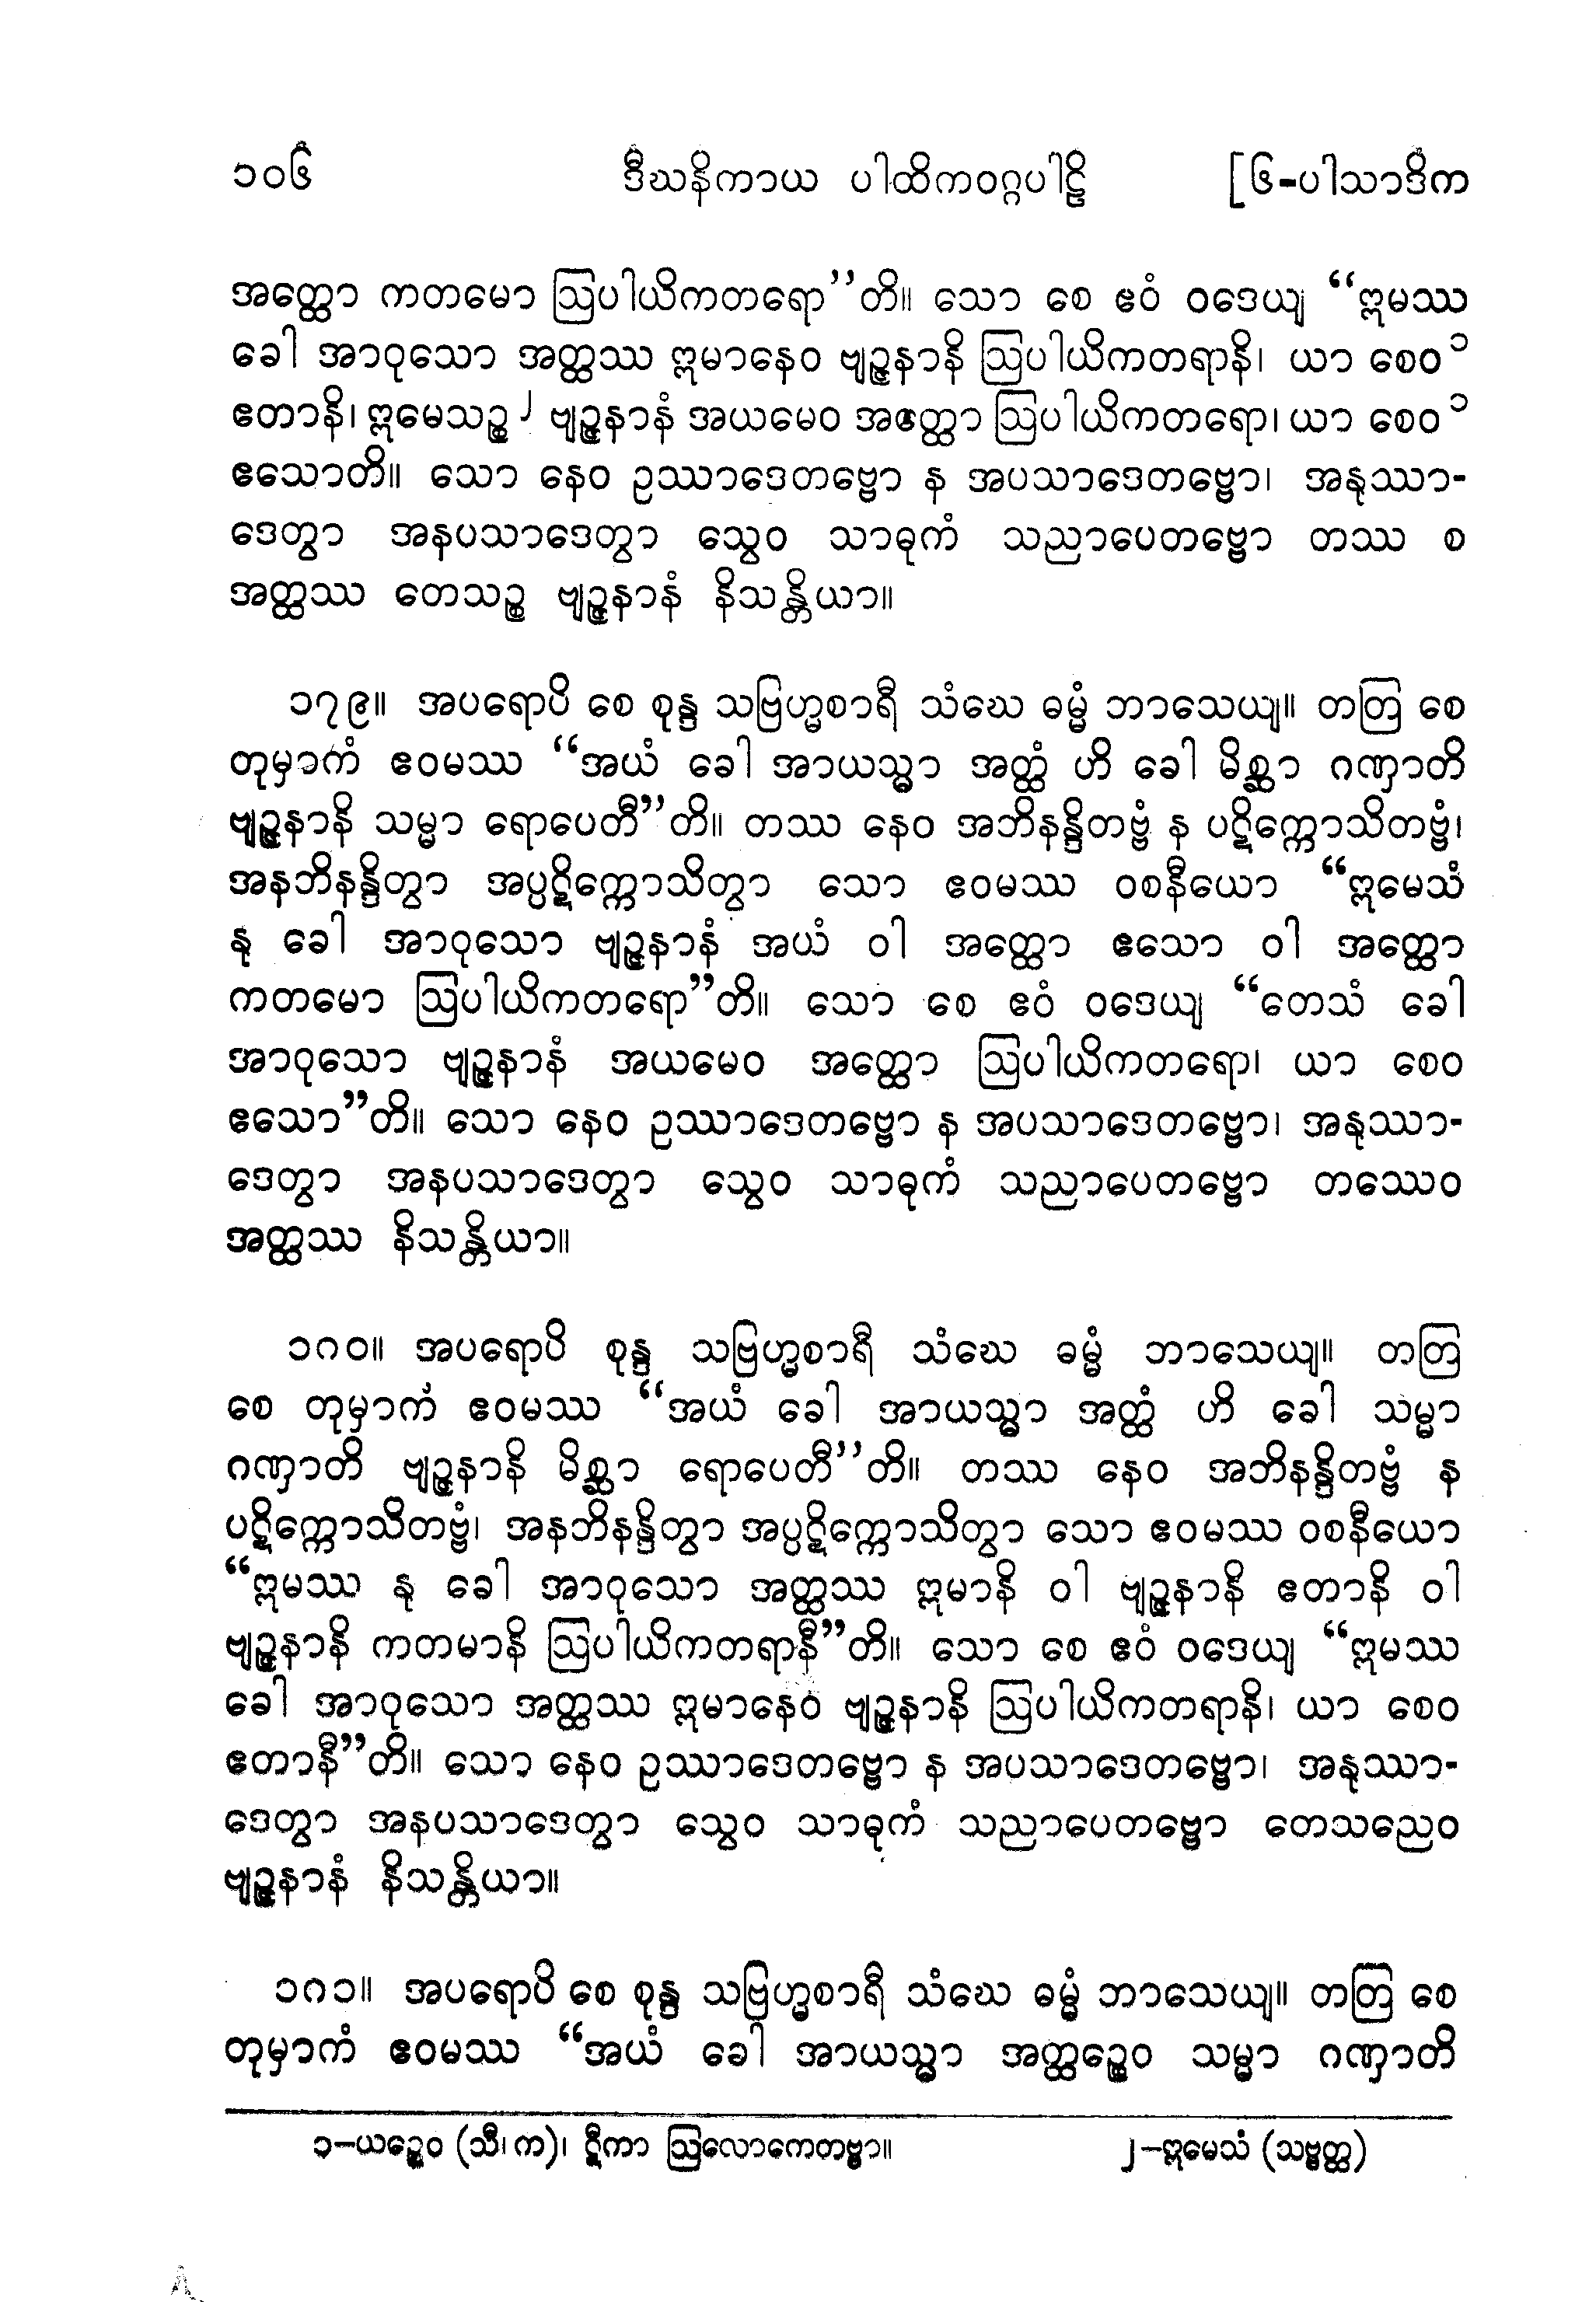 ၁၀၆ ဒီဃနိကာယ ပါထိကဝဂ္ဂပါဠိ [၆-ပါသာဒိက
အတ္ထော ကတမော ဩပါယိကတရော”တိ။ သော စေ ဧဝံ ဝဒေယျ “ဣမဿ
ခေါ အာဝုသော အတ္ထဿ ဣမာနေဝ ဗျဉ္ဇနာနိ ဩပါယိကတရာနိ၊ ယာ စေဝ ၁
ဧတာနိ၊ ဣမေသဉ္စ ၂ ဗျဉ္ဇနာနံ အယမေဝ အတ္ထော ဩပါယိကတရော၊ ယာ စေဝ ၁
ဧသောတိ။ သော နေဝ ဥဿာဒေတဗ္ဗော န အပသာဒေတဗ္ဗော၊ အနုဿာ-
ဒေတွာ အနပသာဒေတွာ သွေဝ သာဓုကံ သညာပေတဗ္ဗော တဿ စ
အတ္ထဿ တေသဉ္စ ဗျဉ္ဇနာနံ နိသန္တိယာ။
၁၇၉။ အပရောပိ စေ စုန္ဒ သဗြဟ္မစာရီ သံဃေ ဓမ္မံ ဘာသေယျ။ တတြ စေ
တုမှာကံ ဧဝမဿ “အယံ ခေါ အာယသ္မာ အတ္ထံ ဟိ ခေါ မိစ္ဆာ ဂဏှာတိ
ဗျဉ္ဇနာနိ သမ္မာ ရောပေတီ”တိ။ တဿ နေဝ အဘိနန္ဒိတဗ္ဗံ န ပဋိက္ကောသိတဗ္ဗံ၊
အနဘိနန္ဒိတွာ အပ္ပဋိက္ကောသိတွာ သော ဧဝမဿ ဝစနီယော “ဣမေသံ
နု ခေါ အာဝုသော ဗျဉ္ဇနာနံ အယံ ဝါ အတ္ထော ဧသော ဝါ အတ္ထော
ကတမော ဩပါယိကတရော”တိ။ သော စေ ဧဝံ ဝဒေယျ “တေသံ ခေါ
အာဝုသော ဗျဉ္ဇနာနံ အယမေဝ အတ္ထော ဩပါယိကတရော၊ ယာ စေဝ
ဧသော”တိ။ သော နေဝ ဥဿာဒေတဗ္ဗော န အပသာဒေတဗ္ဗော၊ အနုဿာ-
ဒေတွာ အနပသာဒေတွာ သွေဝ သာဓုကံ သညာပေတဗ္ဗော တဿေဝ
အတ္ထဿ နိသန္တိယာ။
၁၈၀။ အပရောပိ စုန္ဒ သဗြဟ္မစာရီ သံဃေ ဓမ္မံ ဘာသေယျ။ တတြ
စေ တုမှာကံ ဧဝမဿ “အယံ ခေါ အာယသ္မာ အတ္ထံ ဟိ ခေါ သမ္မာ
ဂဏှာတိ ဗျဉ္ဇနာနိ မိစ္ဆာ ရောပေတီ”တိ။ တဿ နေဝ အဘိနန္ဒိတဗ္ဗံ န
ပဋိက္ကောသိတဗ္ဗံ၊ အနဘိနန္ဒိတွာ အပ္ပဋိက္ကောသိတွာ သော ဧဝမဿ ဝစနီယော
“ဣမဿ နု ခေါ အာဝုသော အတ္ထဿ ဣမာနိ ဝါ ဗျဉ္ဇနာနိ ဧတာနိ ဝါ
ဗျဉ္ဇနာနိ ကတမာနိ ဩပါယိကတရာနီ”တိ။ သော စေ ဧဝံ ဝဒေယျ “ဣမဿ
ခေါ အာဝုသော အတ္ထဿ ဣမာနေဝ ဗျဉ္ဇနာနိ ဩပါယိကတရာနိ၊ ယာ စေဝ
ဧတာနီ”တိ။ သော နေဝ ဥဿာဒေတဗ္ဗော န အပသာဒေတဗ္ဗော၊ အနုဿာ-
ဒေတွာ အနပသာဒေတွာ သွေဝ သာဓုကံ သညာပေတဗ္ဗော တေသညေဝ
ဗျဉ္ဇနာနံ နိသန္တိယာ။
၁၈၁။ အပရောပိ စေ စုန္ဒ သဗြဟ္မစာရီ သံဃေ ဓမ္မံ ဘာသေယျ။ တတြ စေ
တုမှာကံ ဧဝမဿ “အယံ ခေါ အာယသ္မာ အတ္ထဉ္စေဝ သမ္မာ ဂဏှာတိ
၁-ယဉ္စေဝ (သီ၊ က)၊ ဋီကာ ဩလောကေတဗ္ဗာ။ ၂-ဣမေသံ (သဗ္ဗတ္ထ)